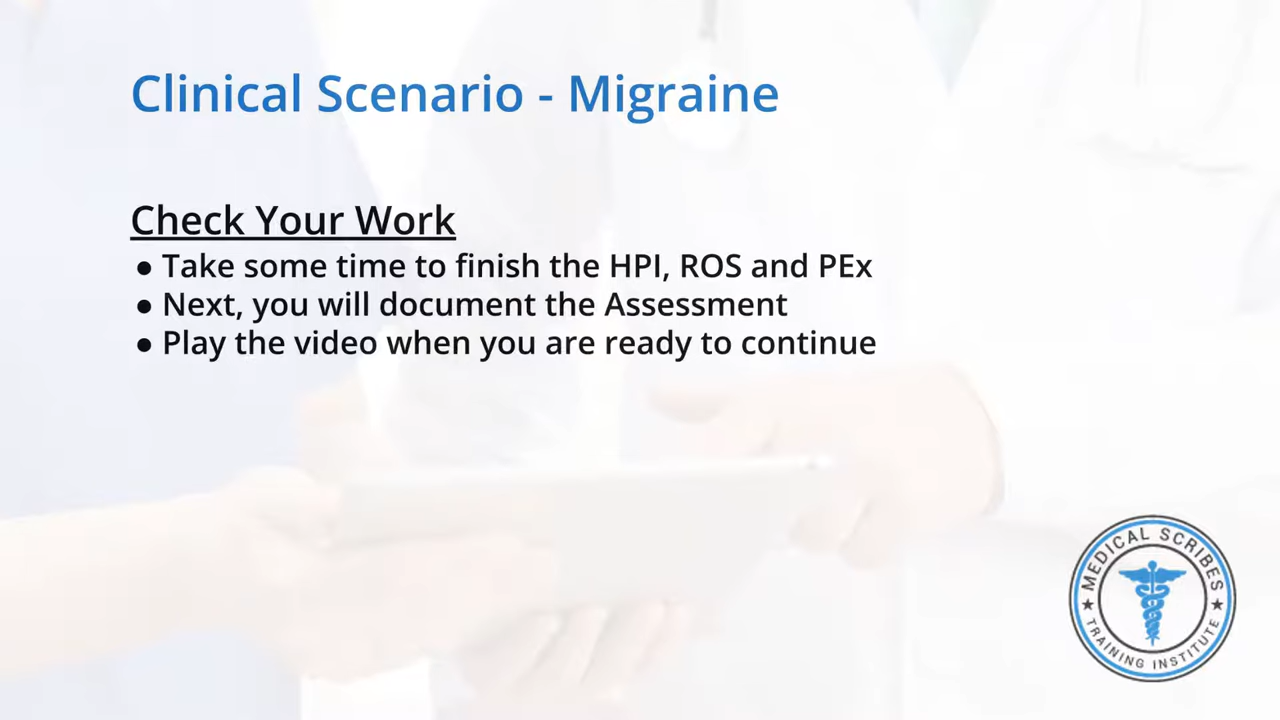 Clinical Scenario - Migraine
Check Your Work
● Take some time to finish the HPI, ROS and PEx
● Next, you will document the Assessment
● Play the video when you are ready to continue
MEDICAL SCRIBES
★ ★
TRAINING INSTITUTE